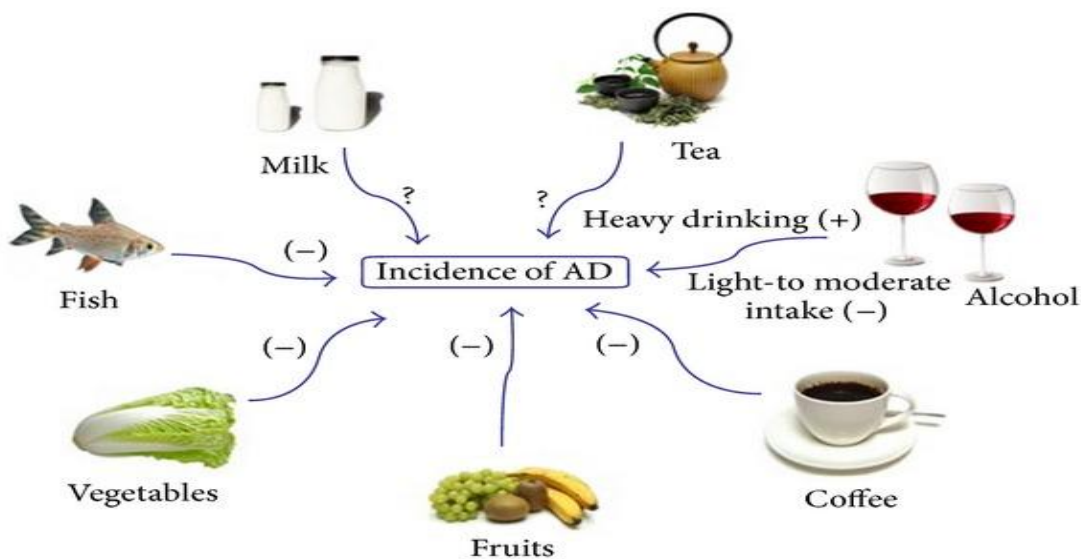 Milk
Tea
?
?
Heavy drinking (+)
(−)
Incidence of AD
Fish
Light-to moderate
intake (−)
Alcohol
(−)
(−)
(−)
Vegetables
Coffee
Fruits